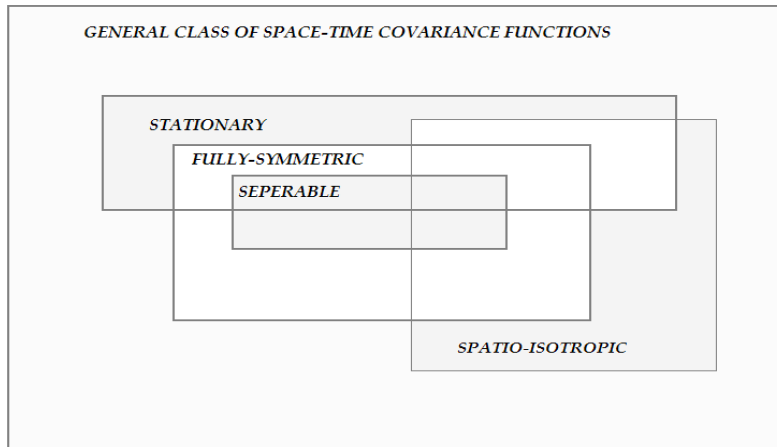 GENERAL CLASS OF SPACE-TIME COVARIANCE FUNCTIONS
STATIONARY
FULLY-SYMMETRIC
SEPERABLE
SPATIO-ISOTROPIC